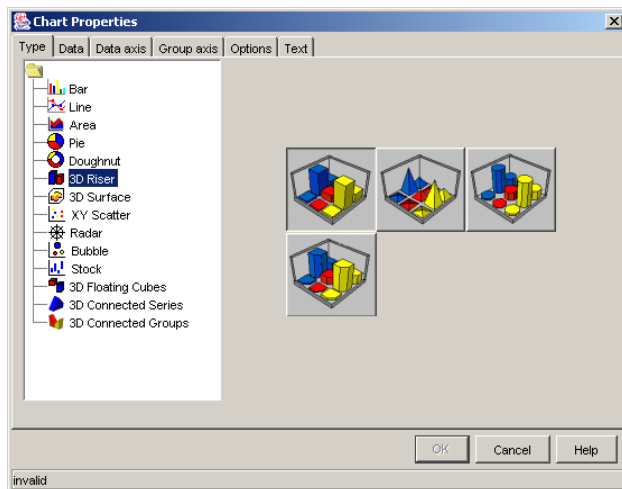 Chart Properties
Type Data Data axis Group axis Options Text
Bar
Line
Area
Pie
Doughnut
3D Riser
3D Surface
XY Scatter
Radar
Bubble
Stock
3D Floating Cubes
3D Connected Series
3D Connected Groups
OK Cancel Help
invalid